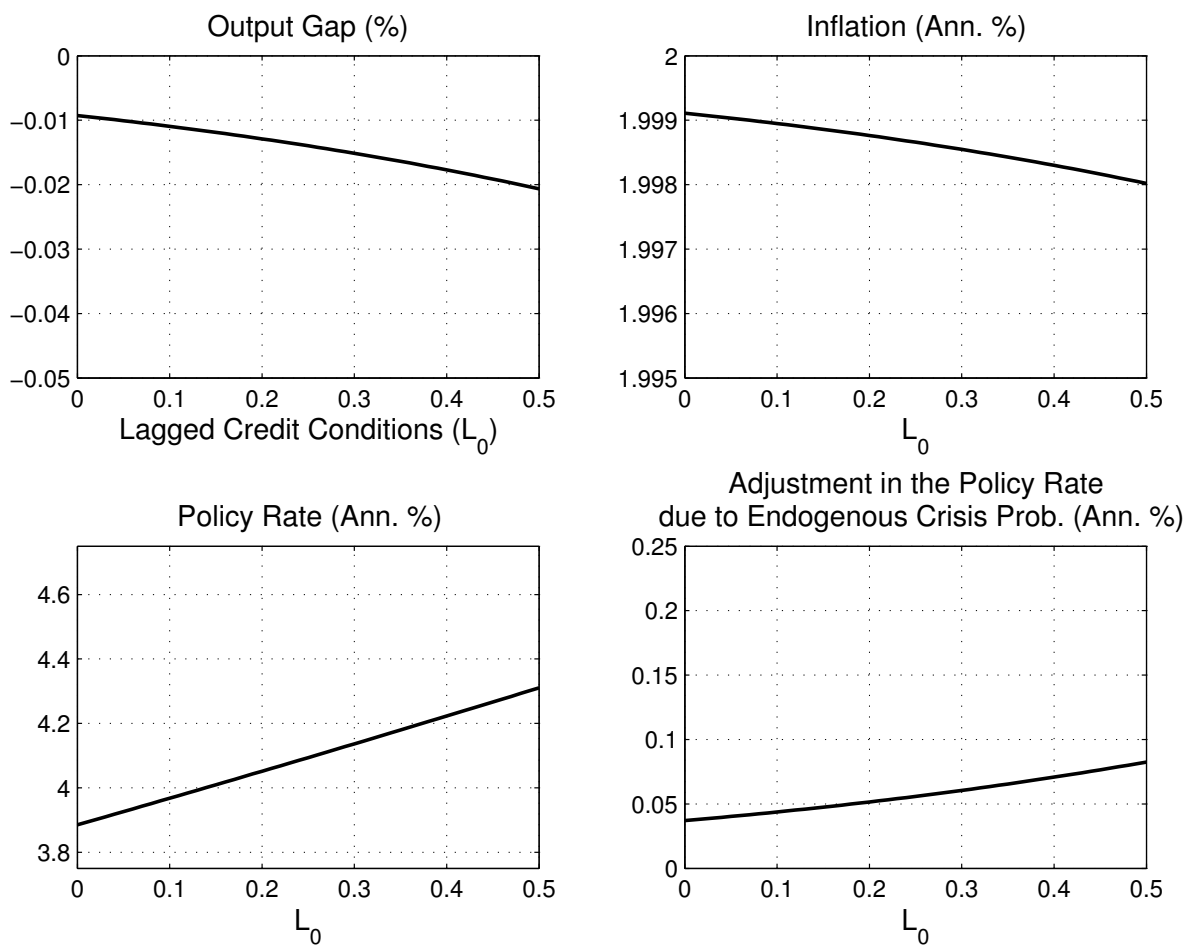 Output Gap (%)
0
−0.01
−0.02
−0.03
−0.04
−0.05
0 0.1 0.2 0.3 0.4 0.5
Lagged Credit Conditions (L0)
Inflation (Ann. %)
2
1.999
1.998
1.997
1.996
1.995
0 0.1 0.2 0.3 0.4 0.5
L0
Policy Rate (Ann. %)
4.6
4.4
4.2
4
3.8
0 0.1 0.2 0.3 0.4 0.5
L0
Adjustment in the Policy Rate
due to Endogenous Crisis Prob. (Ann. %)
0.25
0.2
0.15
0.1
0.05
0
0 0.1 0.2 0.3 0.4 0.5
L0